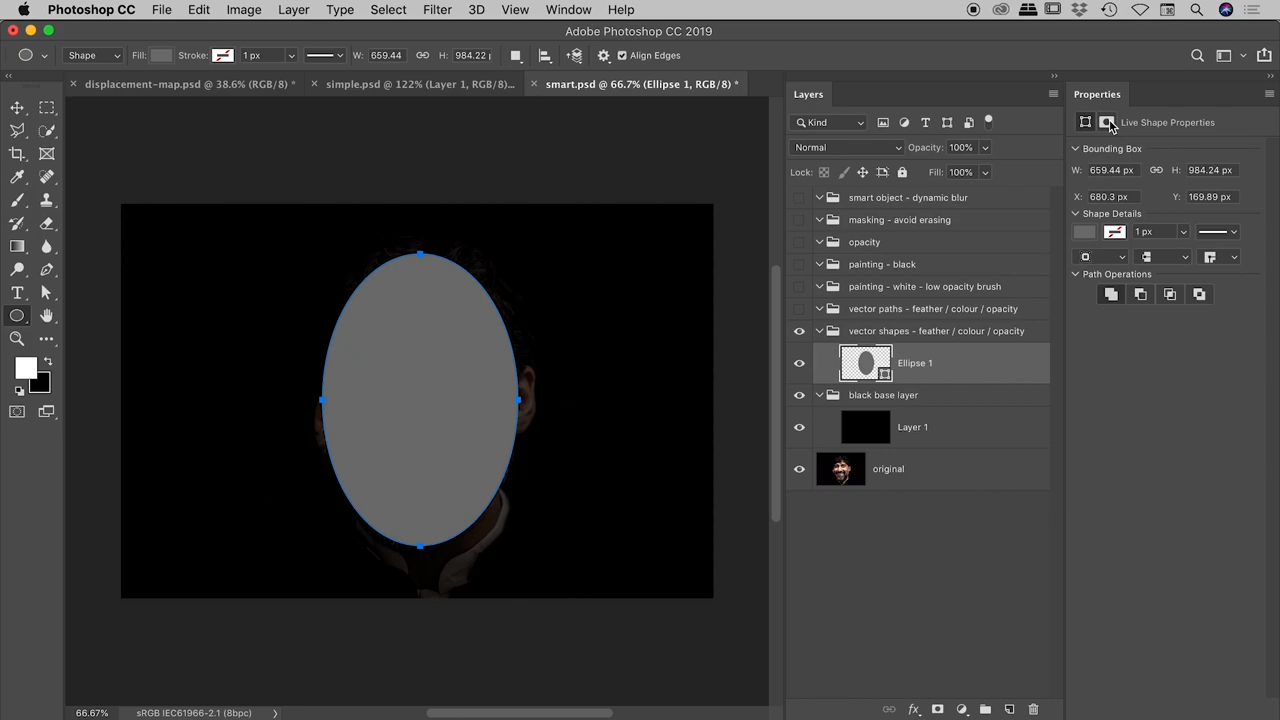 Photoshop CC File Edit Image Layer Type Select Filter 3D View Window Help
Adobe Photoshop CC 2019
Shape Fill: Stroke: 1 px W: 659.44 H: 984.22 Align Edges
displacement-map.psd @ 38.6% (RGB/8) * simple.psd @ 122% (Layer 1, RGB/8)... smart.psd @ 66.7% (Ellipse 1, RGB/8) *
Layers
Kind
Normal Opacity: 100%
Lock: Fill: 100%
smart object - dynamic blur
masking - avoid erasing
opacity
painting - black
painting - white - low opacity brush
vector paths - feather / colour / opacity
vector shapes - feather / colour / opacity
Ellipse 1
black base layer
Layer 1
original
Properties
Live Shape Properties
Bounding Box
W: 659.44 px H: 984.24 px
X: 680.3 px Y: 169.89 px
Shape Details
1 px
Path Operations
66.67% sRGB IEC61966-2.1 (8bpc)
fx